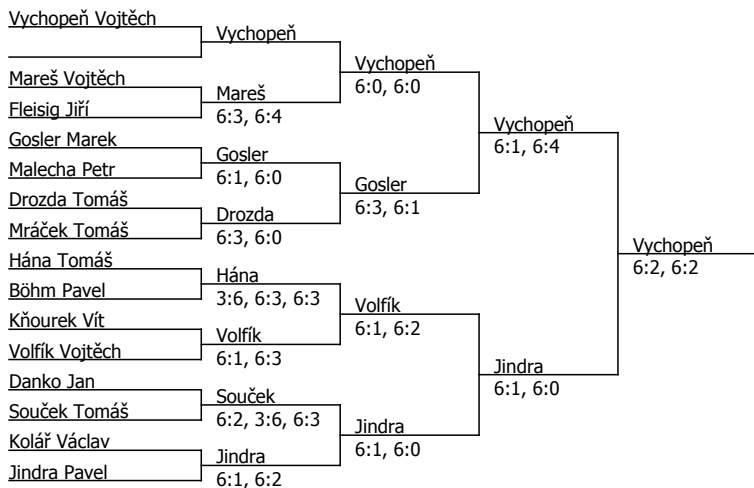 Vychopeň Vojtěch
Mareš Vojtěch
Fleisig Jiří
Gosler Marek
Malecha Petr
Drozda Tomáš
Mráček Tomáš
Hána Tomáš
Böhm Pavel
Kňourek Vít
Volfík Vojtěch
Danko Jan
Souček Tomáš
Kolář Václav
Jindra Pavel
Vychopeň
Mareš
6:3, 6:4
Gosler
6:1, 6:0
Drozda
6:3, 6:0
Hána
3:6, 6:3, 6:3
Volfík
6:1, 6:3
Souček
6:2, 3:6, 6:3
Jindra
6:1, 6:2
Vychopeň
6:0, 6:0
Gosler
6:3, 6:1
Volfík
6:1, 6:2
Jindra
6:1, 6:0
Vychopeň
6:1, 6:4
Jindra
6:1, 6:0
Vychopeň
6:2, 6:2